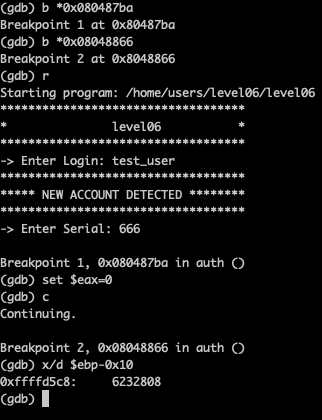 (gdb) b *0x080487ba
Breakpoint 1 at 0x80487ba
(gdb) b *0x08048866
Breakpoint 2 at 0x8048866
(gdb) r
Starting program: /home/users/level06/level06
***********************************
*               level06           *
***********************************
-> Enter Login: test_user
***********************************
***** NEW ACCOUNT DETECTED ********
***********************************
-> Enter Serial: 666
Breakpoint 1, 0x080487ba in auth ()
(gdb) set $eax=0
(gdb) c
Continuing.
Breakpoint 2, 0x08048866 in auth ()
(gdb) x/d $ebp-0x10
0xffffd5c8:     6232808
(gdb)